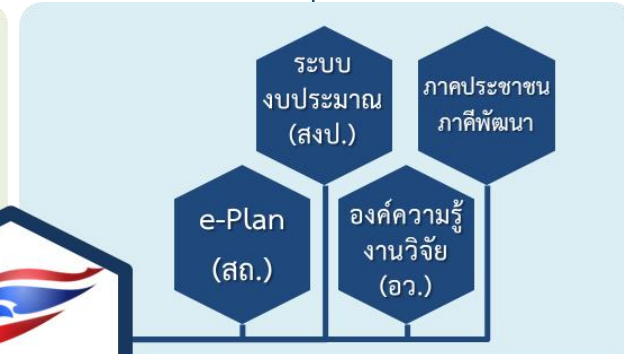 ระบบ
งบประมาณ
(สงป.)
ภาคประชาชน
ภาคีพัฒนา
e-Plan
(สถ.)
องค์ความรู้
งานวิจัย
(อว.)